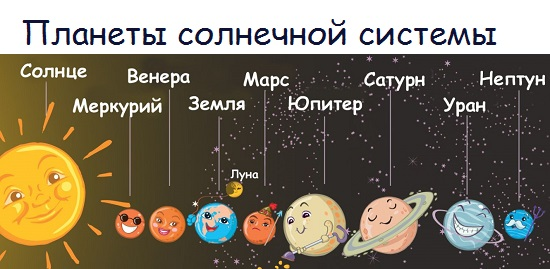 Планеты солнечной системы
Солнце Венера Марс Сатурн Нептун
Меркурий Земля Юпитер Уран
Луна